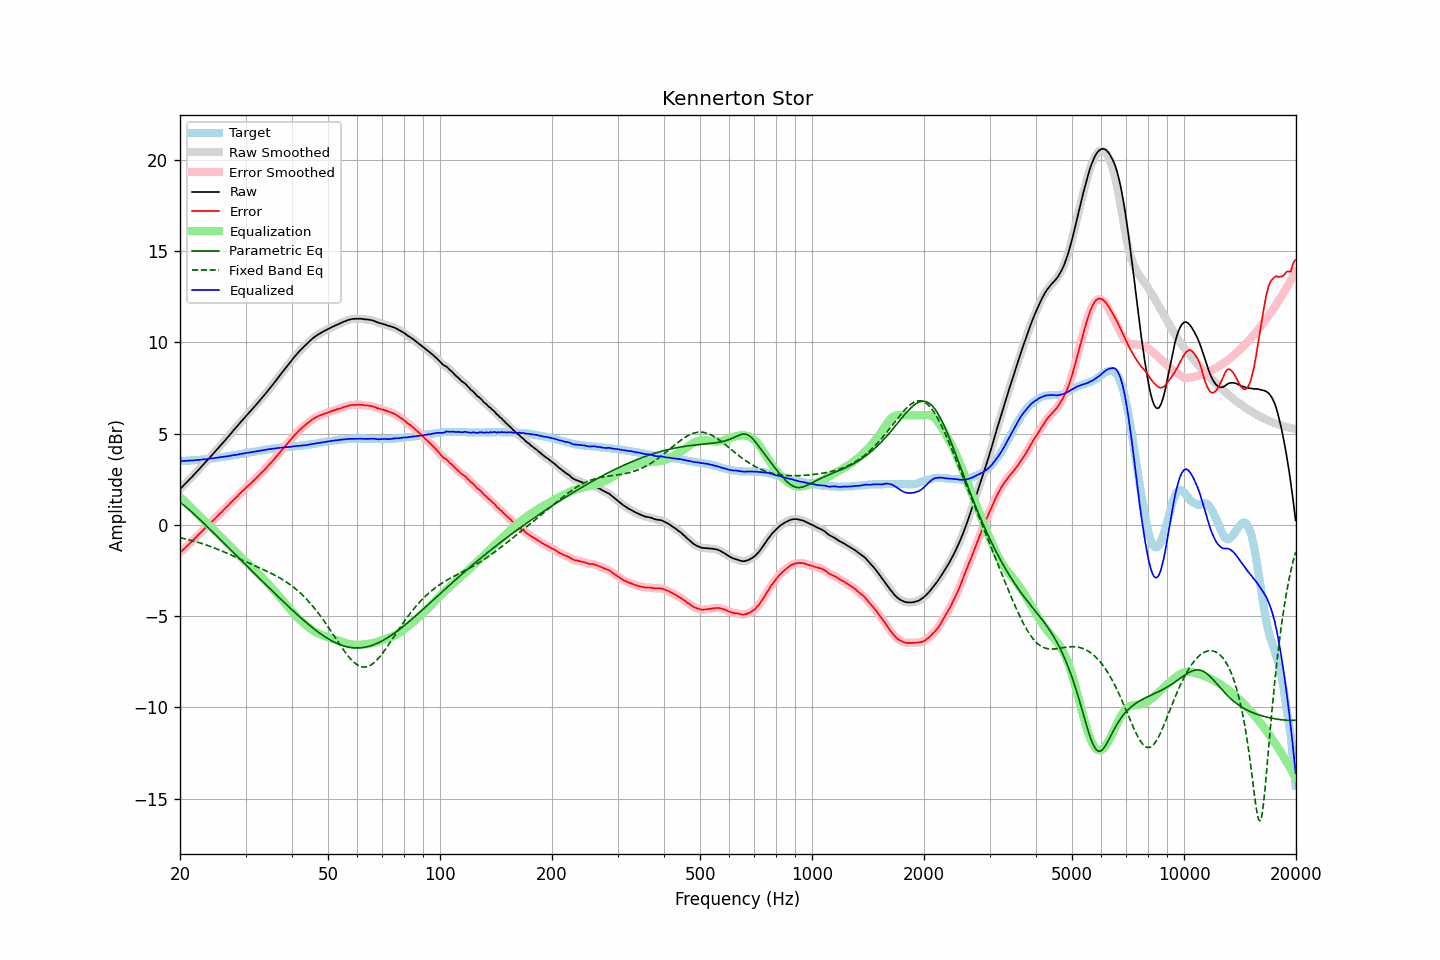 Kennerton Stor
Target
Raw Smoothed
Error Smoothed
Raw
Error
Equalization
Parametric Eq
Fixed Band Eq
Equalized
Amplitude (dBr)
20
15
10
5
0
−5
−10
−15
20 50 100 200 500 1000 2000 5000 10000 20000
Frequency (Hz)